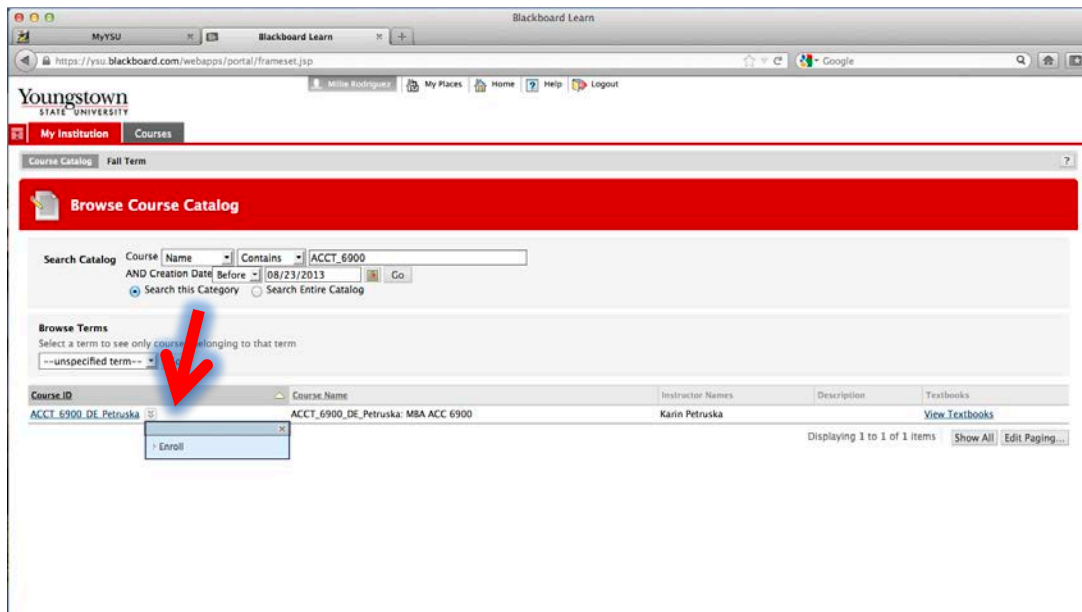 Blackboard Learn
MyYSU
Blackboard Learn
https://ysu.blackboard.com/webapps/portal/frameset.jsp
Google
Millie Rodriguez My Places Home ? Help Logout
Youngstown
STATE UNIVERSITY
My Institution Courses
Course Catalog Fall Term ?
Browse Course Catalog
Search Catalog Course Name Contains ACCT_6900
AND Creation Date Before 08/23/2013 Go
Search this Category Search Entire Catalog
Browse Terms
Select a term to see only belonging to that term
--unspecified term--
Course ID Course Name Instructor Names Description Textbooks
ACCT_6900_DE_Petruska ACCT_6900_DE_Petruska: MBA ACC 6900 Karin Petruska View Textbooks
Displaying 1 to 1 of 1 items Show All Edit Paging...
> Enroll